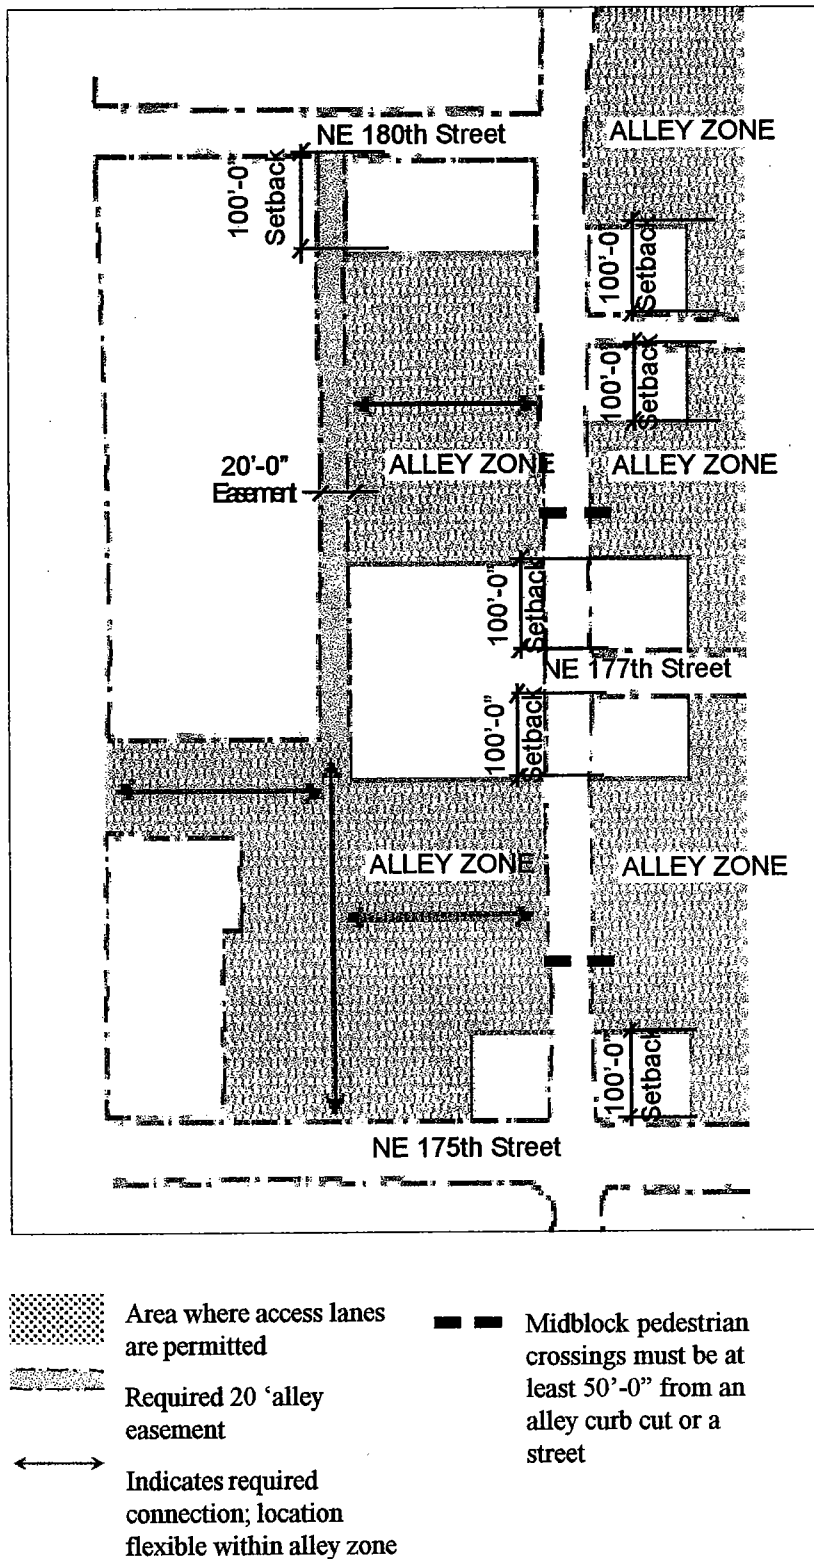 NE 180th Street
ALLEY ZONE
100'-0"
Setback
100'-0"
Setback
100'-0"
Setback
20'-0"
Easement
ALLEY ZONE
ALLEY ZONE
100'-0"
Setback
NE 177th Street
100'-0"
Setback
ALLEY ZONE
ALLEY ZONE
100'-0"
Setback
NE 175th Street
Area where access lanes
are permitted
Required 20 ‘alley
easement
Indicates required
connection; location
flexible within alley zone
Midblock pedestrian
crossings must be at
least 50’-0” from an
alley curb cut or a
street